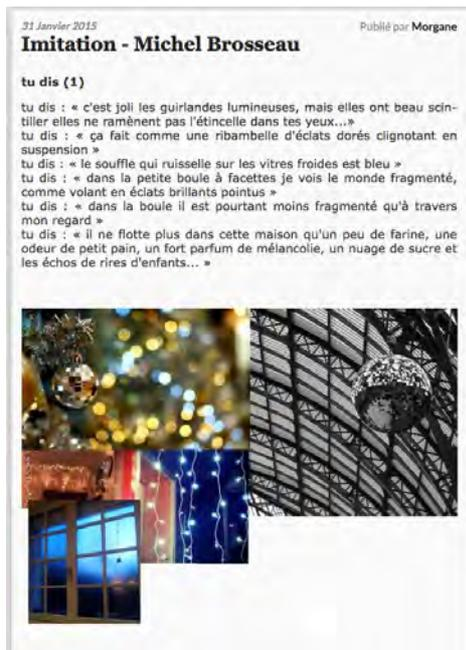 31 Janvier 2015 Publié par Morgane
Imitation - Michel Brosseau
tu dis (1)
tu dis : « c'est joli les guirlandes lumineuses, mais elles ont beau scin-
tiller elles ne ramènent pas l'étincelle dans tes yeux...»
tu dis : « ça fait comme une ribambelle d'éclats dorés clignotant en
suspension »
tu dis : « le souffle qui ruisselle sur les vitres froides est bleu »
tu dis : « dans la petite boule à facettes je vois le monde fragmenté,
comme volant en éclats brillants pointus »
tu dis : « dans la boule il est pourtant moins fragmenté qu'à travers
mon regard »
tu dis : « il ne flotte plus dans cette maison qu'un peu de farine, une
odeur de petit pain, un fort parfum de mélancolie, un nuage de sucre et
les échos de rires d'enfants... »